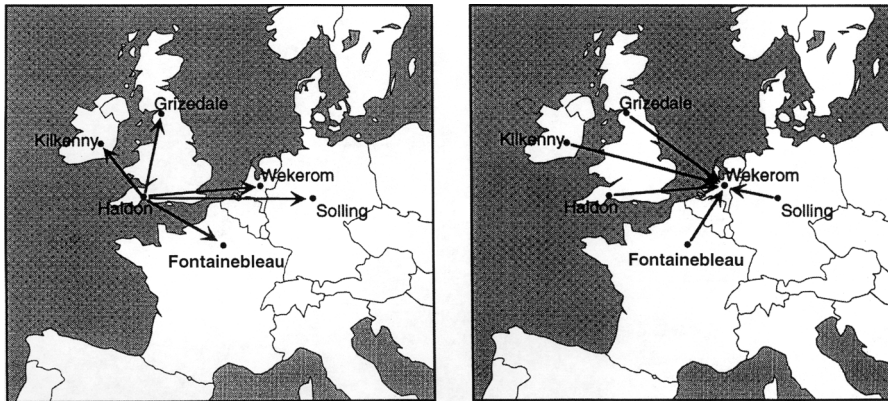 Grizedale
Kilkenny
Wekerom
Haldon
Solling
Fontainebleau
Grizedale
Kilkenny
Wekerom
Haldon
Solling
Fontainebleau